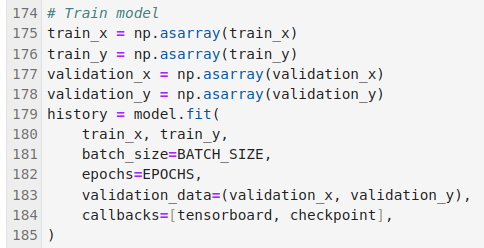 174 # Train model
175 train_x = np.asarray(train_x)
176 train_y = np.asarray(train_y)
177 validation_x = np.asarray(validation_x)
178 validation_y = np.asarray(validation_y)
179 history = model.fit(
180     train_x, train_y,
181     batch_size=BATCH_SIZE,
182     epochs=EPOCHS,
183     validation_data=(validation_x, validation_y),
184     callbacks=[tensorboard, checkpoint],
185 )